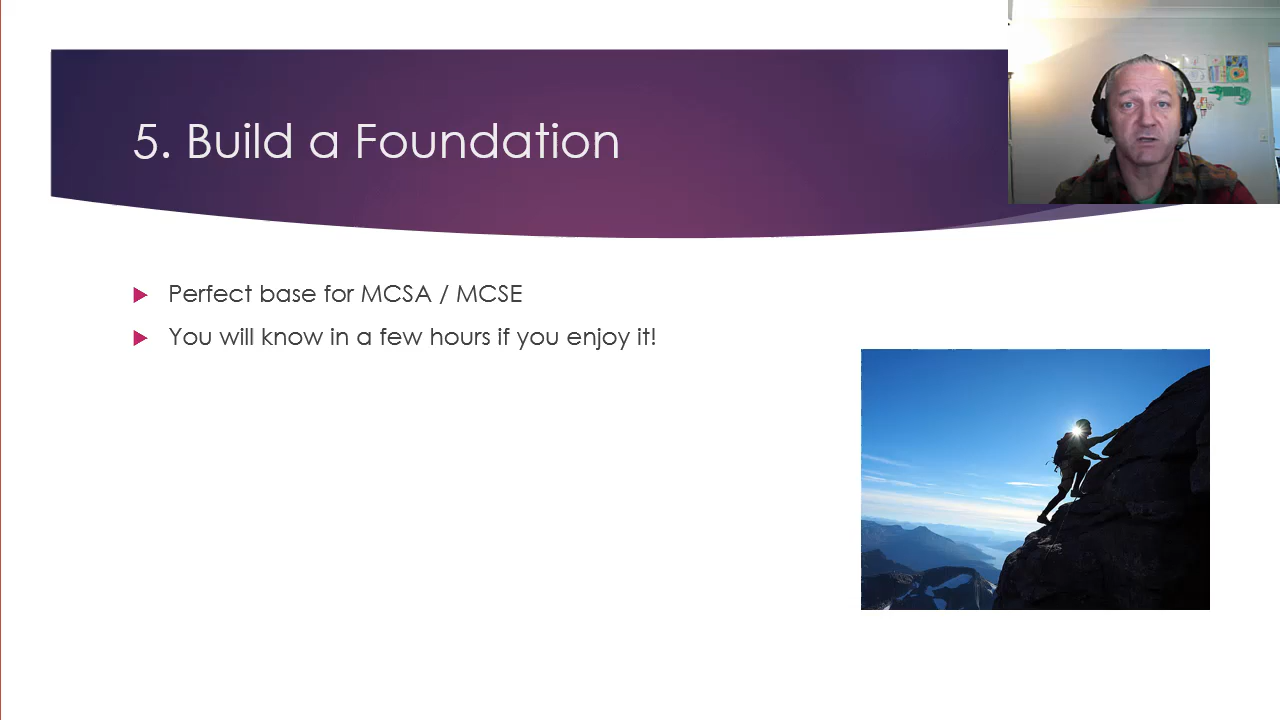 5. Build a Foundation
Perfect base for MCSA / MCSE
You will know in a few hours if you enjoy it!